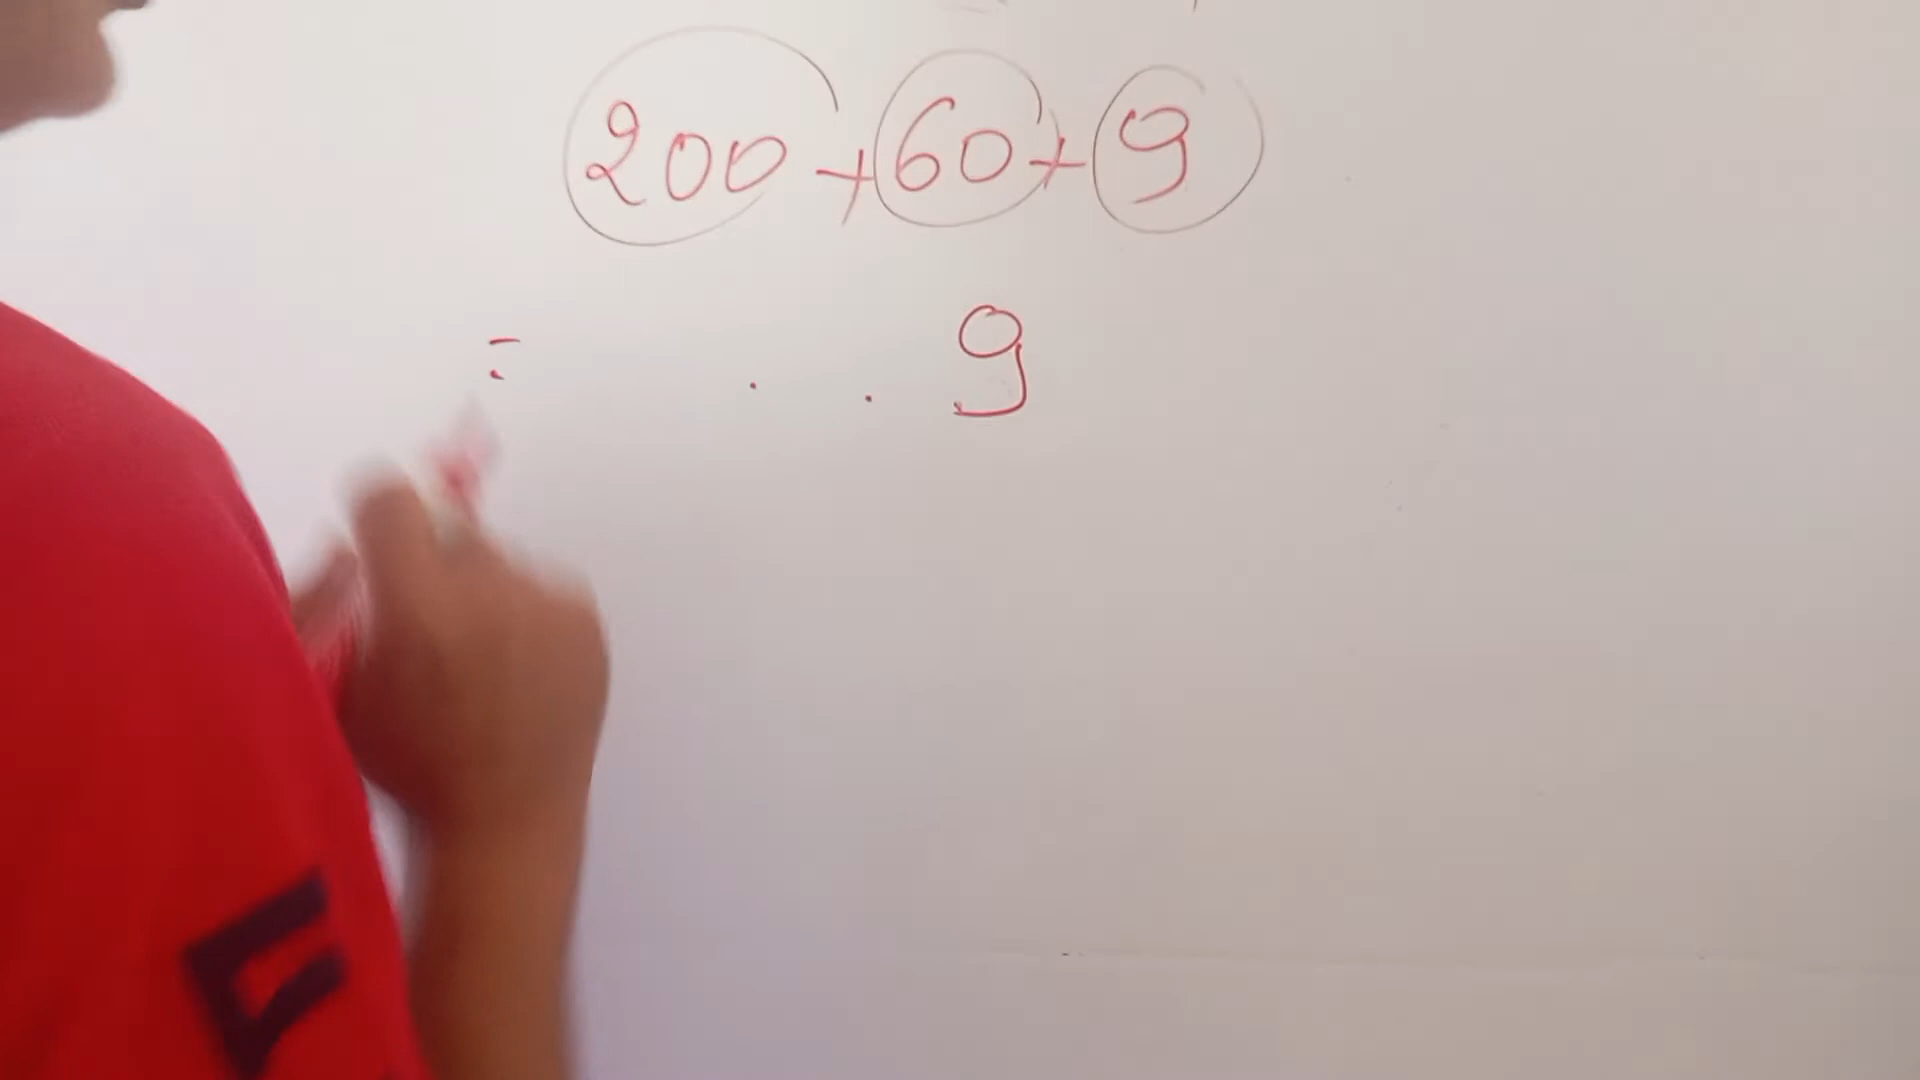 200 + 60 + 9
= . . 9